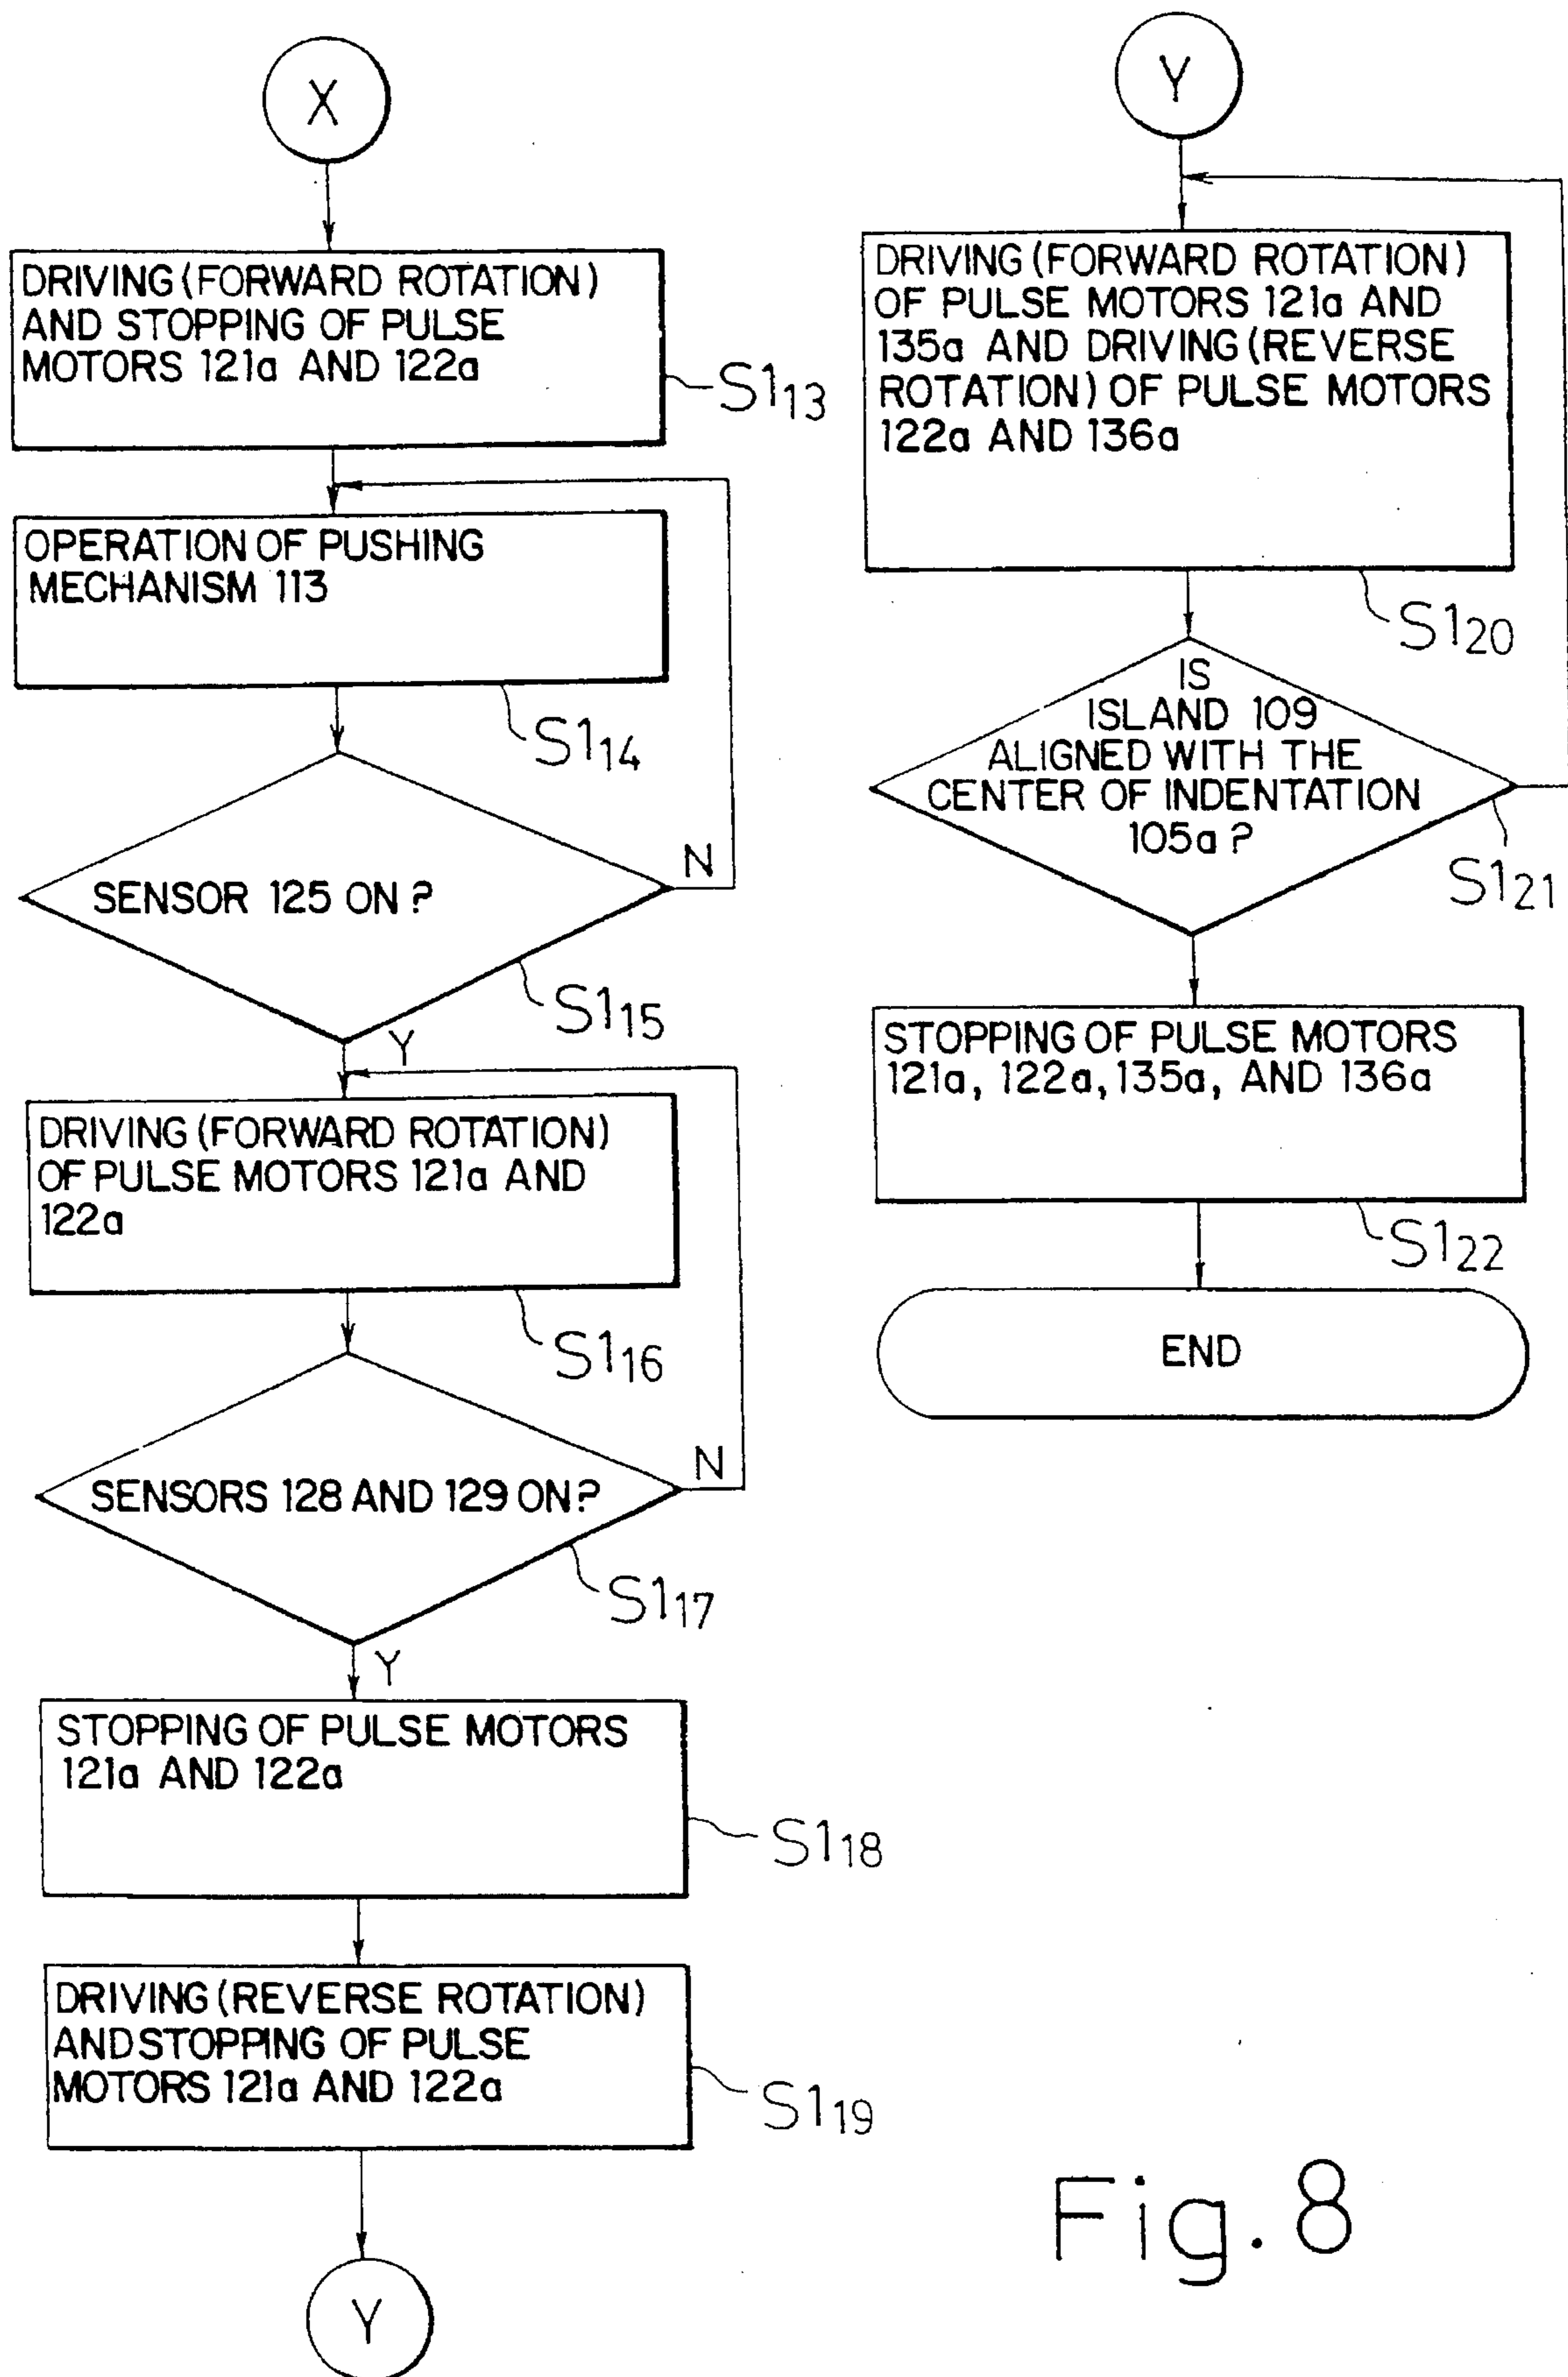 X
DRIVING (FORWARD ROTATION)
AND STOPPING OF PULSE
MOTORS 121a AND 122a
S113
OPERATION OF PUSHING
MECHANISM 113
S114
SENSOR 125 ON ?
N
S115
Y
DRIVING (FORWARD ROTATION)
OF PULSE MOTORS 121a AND
122a
S116
SENSORS 128 AND 129 ON?
N
S117
Y
STOPPING OF PULSE MOTORS
121a AND 122a
S118
DRIVING (REVERSE ROTATION)
AND STOPPING OF PULSE
MOTORS 121a AND 122a
S119
Y
Y
DRIVING (FORWARD ROTATION)
OF PULSE MOTORS 121a AND
135a AND DRIVING (REVERSE
ROTATION) OF PULSE MOTORS
122a AND 136a
S120
IS
ISLAND 109
ALIGNED WITH THE
CENTER OF INDENTATION
105a ?
S121
STOPPING OF PULSE MOTORS
121a, 122a, 135a, AND 136a
S122
END
Fig. 8